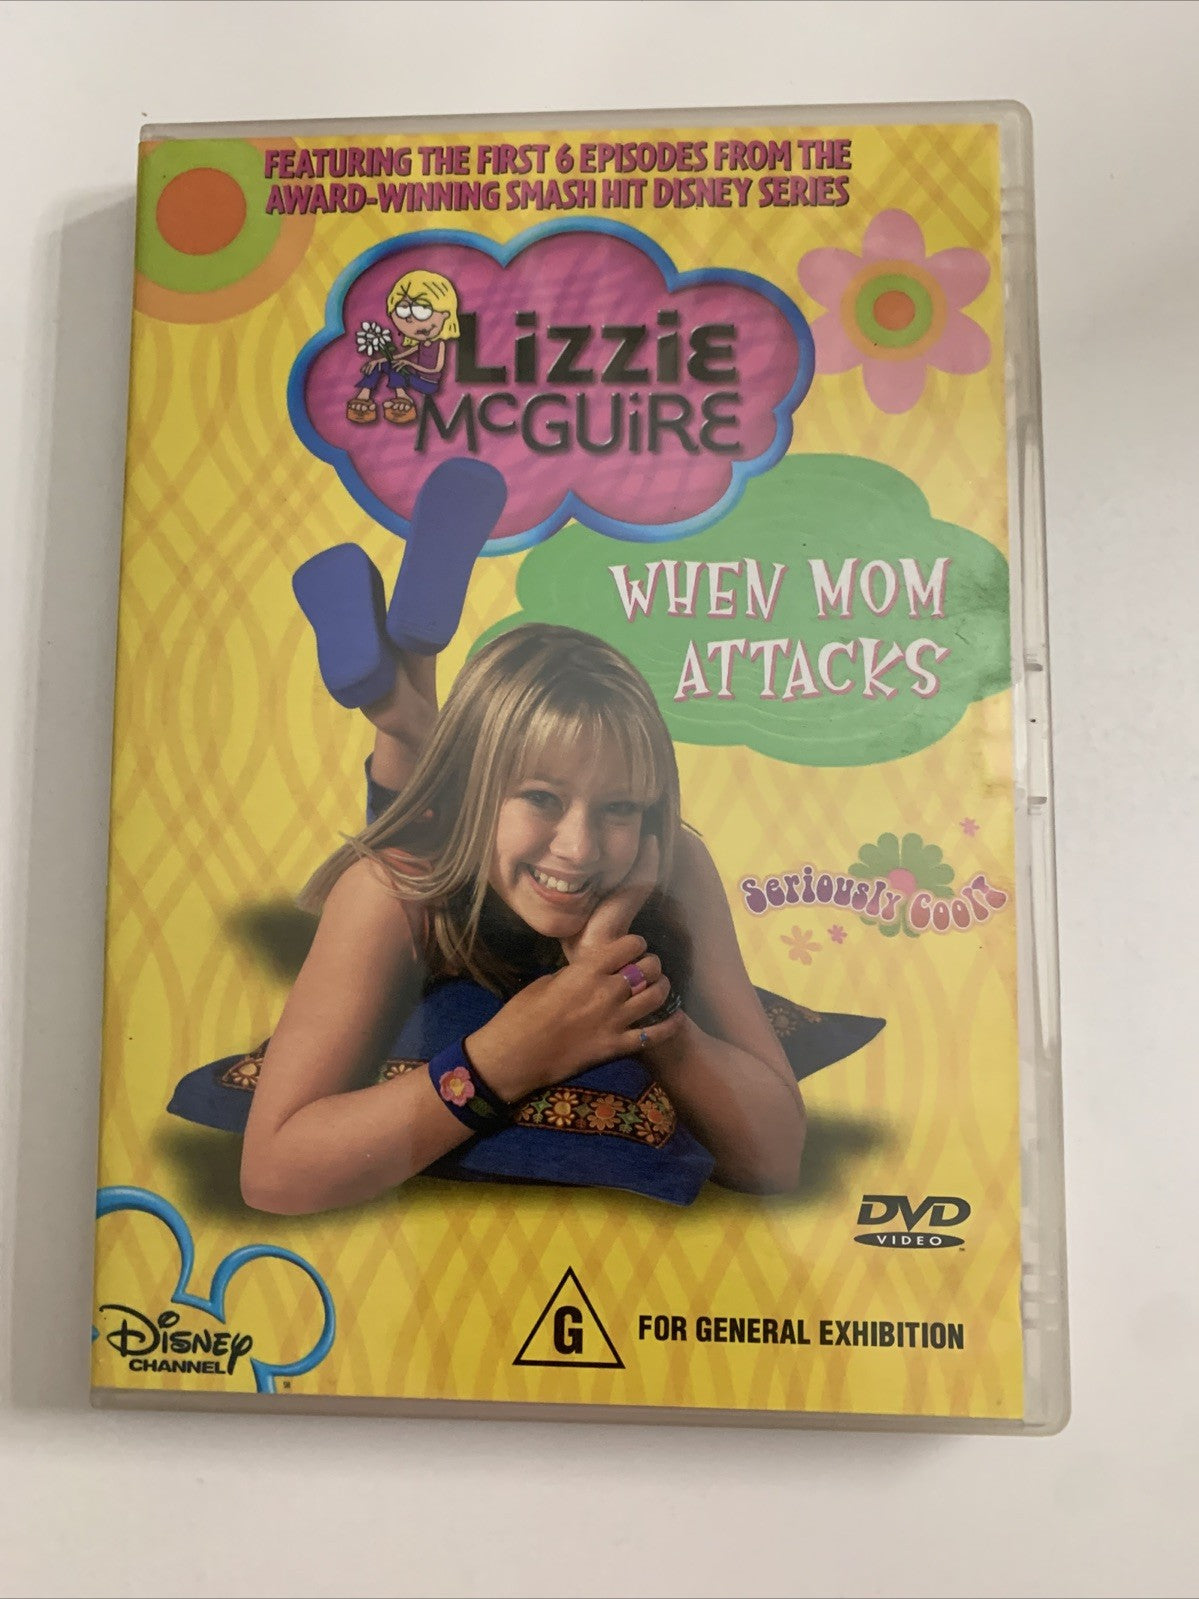 FEATURING THE FIRST 6 EPISODES FROM THE
AWARD-WINNING SMASH HIT DISNEY SERIES
Lizzie
McGUiRE
WHEN MOM
ATTACKS
Seriously Cool!
DVD
VIDEO
G
FOR GENERAL EXHIBITION
DISNEY
CHANNEL